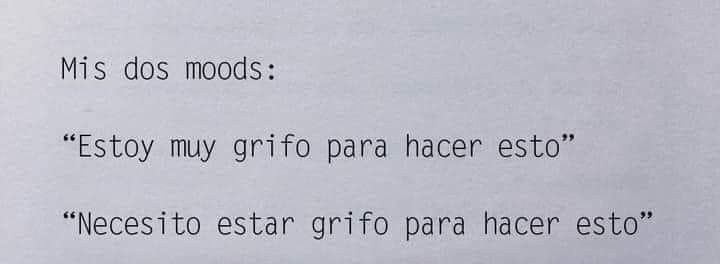 Mis dos moods:
“Estoy muy grifo para hacer esto”
“Necesito estar grifo para hacer esto”